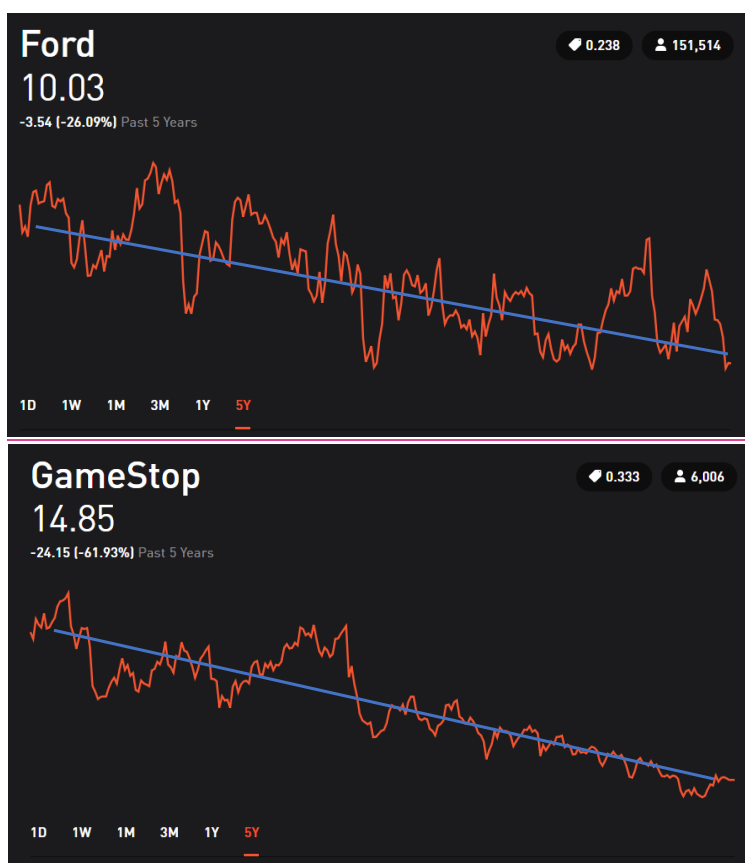 Ford
0.238 151,514
10.03
-3.54 (-26.09%) Past 5 Years
1D 1W 1M 3M 1Y 5Y
GameStop
0.333 6,006
14.85
-24.15 (-61.93%) Past 5 Years
1D 1W 1M 3M 1Y 5Y